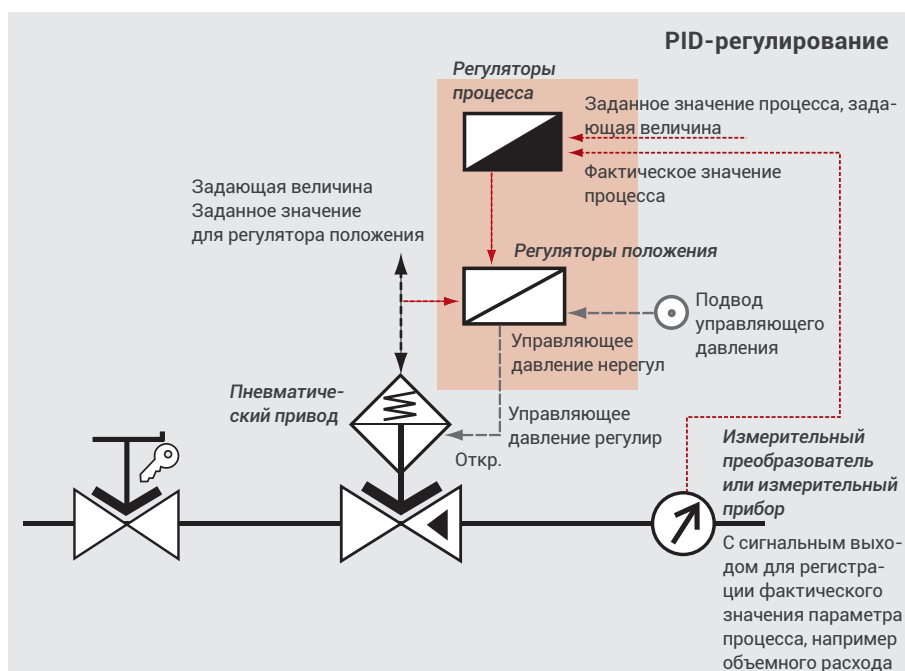 PID-регулирование
Регуляторы
процесса
Заданное значение процесса, зада-
ющая величина
Фактическое значение
процесса
Задающая величина
Заданное значение
для регулятора положения
Регуляторы положения
Подвод
управляющего
давления
Управляющее
давление нерегул
Пневматиче-
ский привод
Управляющее
давление регулир
Откр.
Измерительный
преобразователь
или измерительный
прибор
С сигнальным выхо-
дом для регистра-
ции фактического
значения параметра
процесса, например
объемного расхода